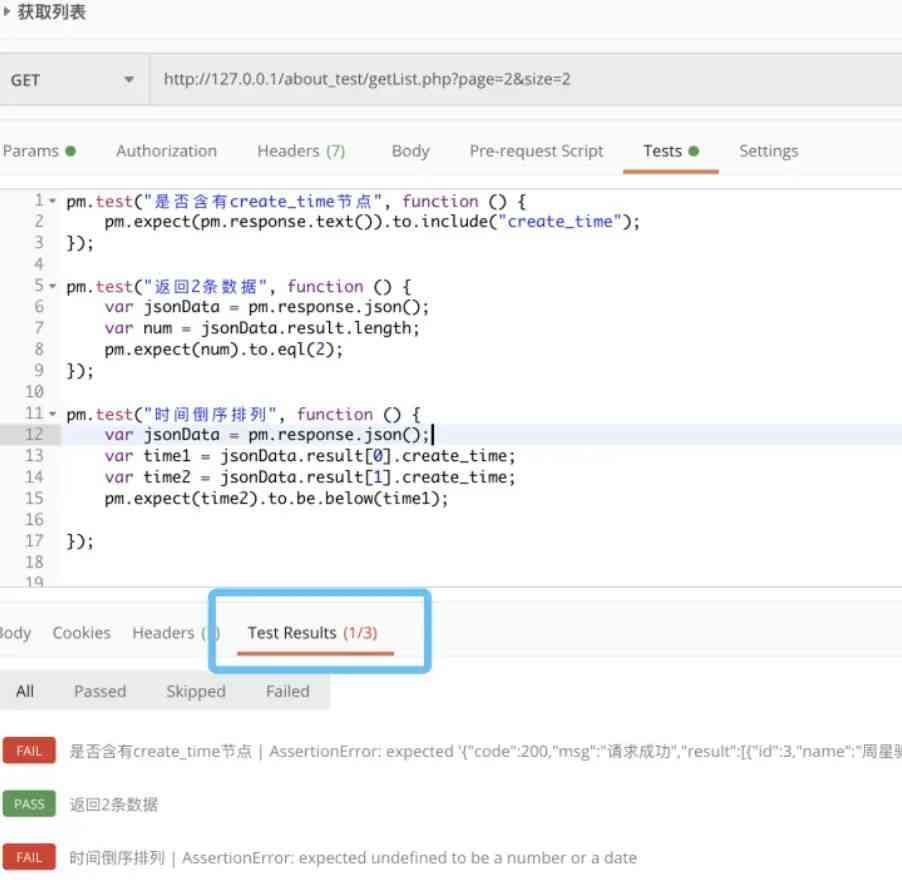 获取列表
GET http://127.0.0.1/about_test/getList.php?page=2&size=2
Params Authorization Headers (7) Body Pre-request Script Tests Settings
1 pm.test("是否含有create_time节点", function () {
2 pm.expect(pm.response.text()).to.include("create_time");
3 });
4
5 pm.test("返回2条数据", function () {
6 var jsonData = pm.response.json();
7 var num = jsonData.result.length;
8 pm.expect(num).to.eql(2);
9 });
10
11 pm.test("时间倒序排列", function () {
12 var jsonData = pm.response.json();
13 var time1 = jsonData.result[0].create_time;
14 var time2 = jsonData.result[1].create_time;
15 pm.expect(time2).to.be.below(time1);
16
17 });
18
19
Body Cookies Headers ( ) Test Results (1/3)
All Passed Skipped Failed
FAIL 是否含有create_time节点 | AssertionError: expected '{"code":200,"msg":"请求成功","result":[{"id":3,"name":"周星
PASS 返回2条数据
FAIL 时间倒序排列 | AssertionError: expected undefined to be a number or a date